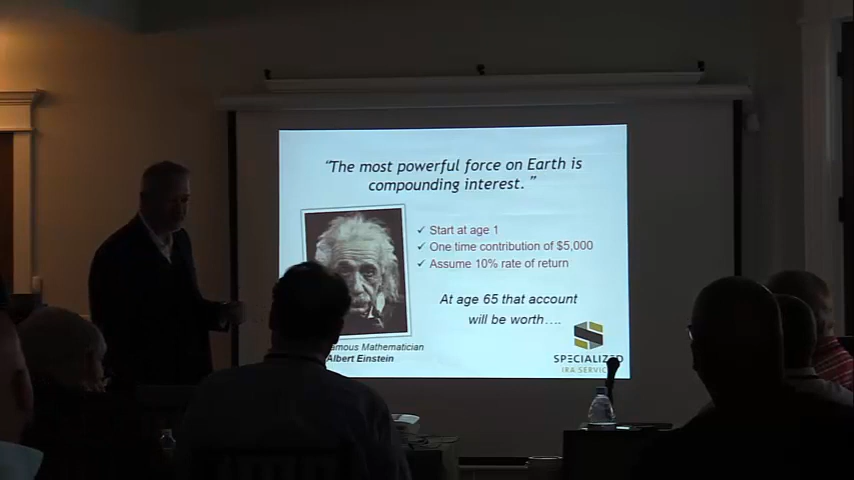 "The most powerful force on Earth is
compounding interest. "
✓ Start at age 1
✓ One time contribution of $5,000
✓ Assume 10% rate of return
At age 65 that account
will be worth….
Mathematician
Albert Einstein
SPECIALIZED
IRA